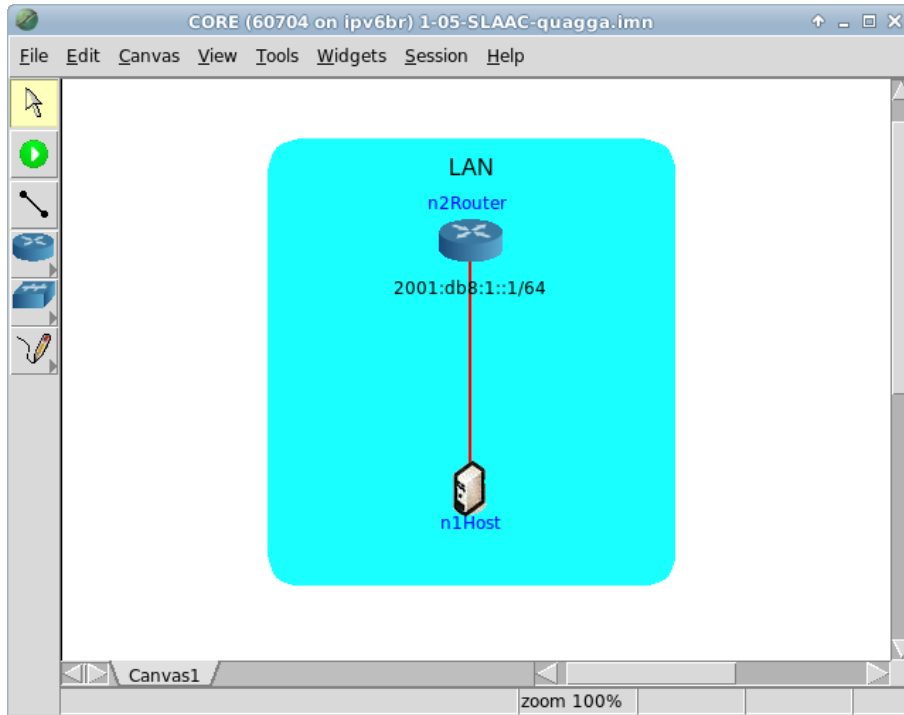 CORE (60704 on ipv6br) 1-05-SLAAC-quagga.imn
File Edit Canvas View Tools Widgets Session Help
LAN
n2Router
2001:db8:1::1/64
n1Host
Canvas1
zoom 100%